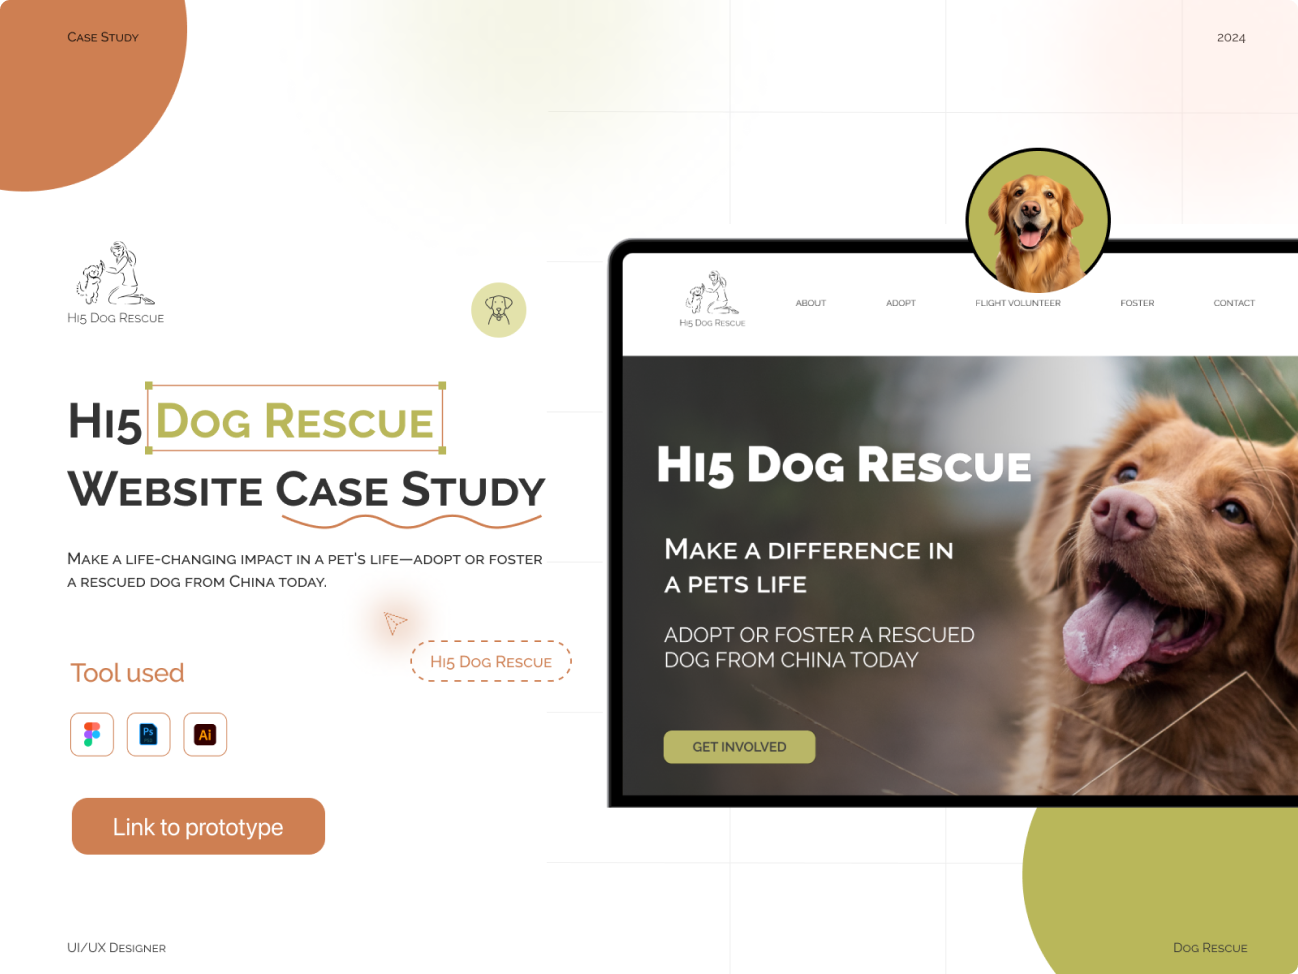 Case Study
2024
Hi5 Dog Rescue
Hi5 Dog Rescue
Website Case Study
Make a life-changing impact in a pet's life—adopt or foster
a rescued dog from China today.
Hi5 Dog Rescue
Tool used
Ps
Ai
Link to prototype
UI/UX Designer
Hi5 Dog Rescue
ABOUT
ADOPT
FLIGHT VOLUNTEER
FOSTER
CONTACT
Hi5 Dog Rescue
Make a difference in
a pets life
ADOPT OR FOSTER A RESCUED
DOG FROM CHINA TODAY
GET INVOLVED
Dog Rescue